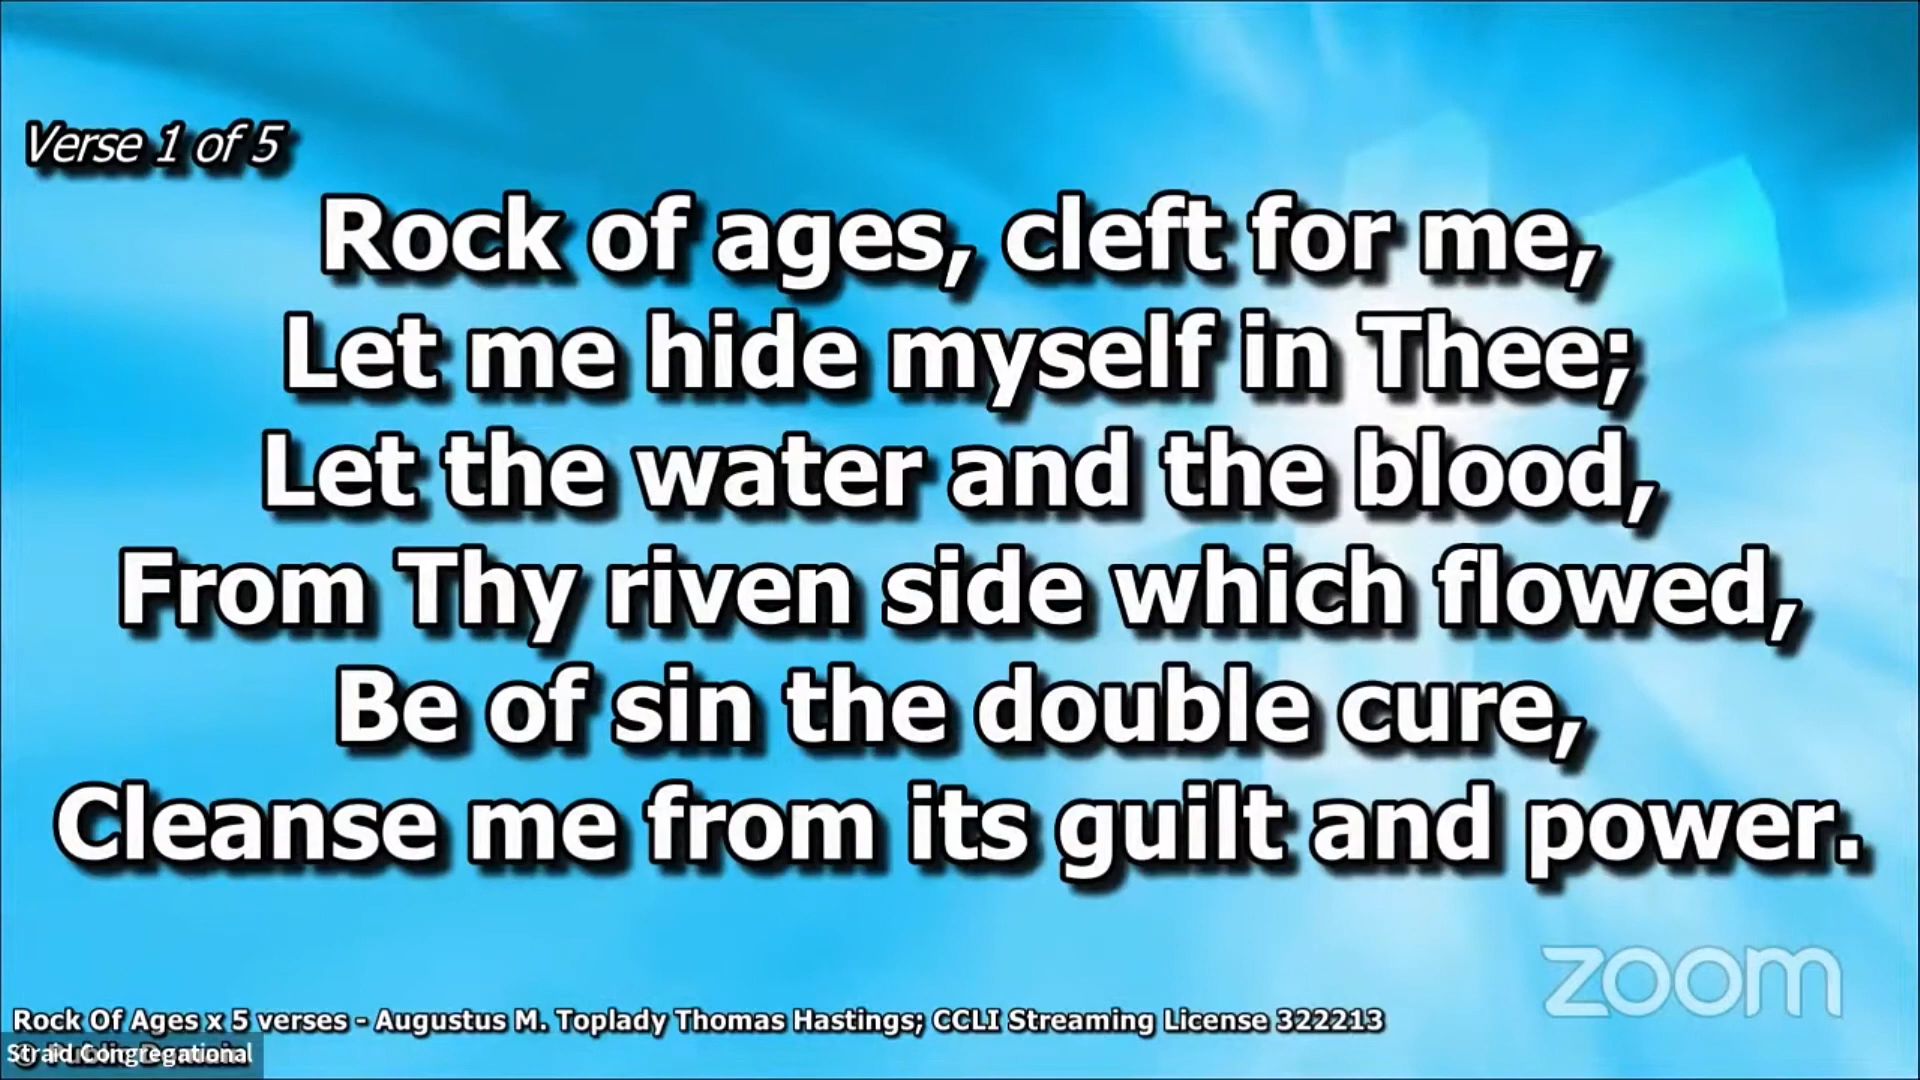 Verse 1 of 5
Rock of ages, cleft for me,
Let me hide myself in Thee;
Let the water and the blood,
From Thy riven side which flowed,
Be of sin the double cure,
Cleanse me from its guilt and power.
zoom
Rock Of Ages x 5 verses - Augustus M. Toplady Thomas Hastings; CCLI Streaming License 322213
Straid Congregational